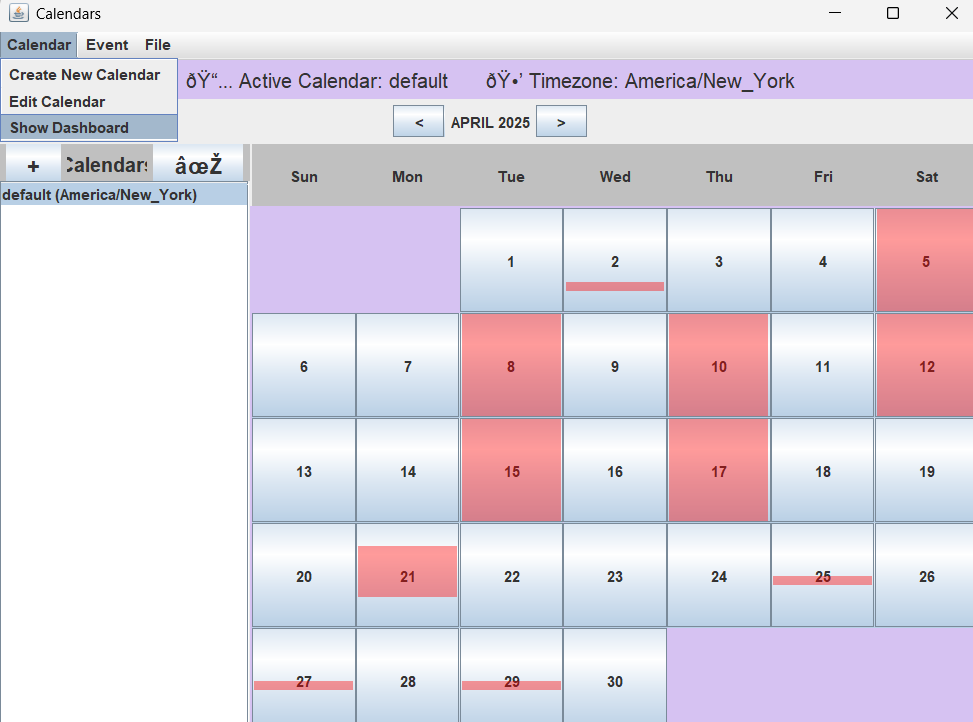 Calendars
Calendar Event File
Create New Calendar
Edit Calendar
Show Dashboard
ðŸ“… Active Calendar: default ðŸ•’ Timezone: America/New_York
< APRIL 2025 >
+ Calendars âœŽ
default (America/New_York)
Sun Mon Tue Wed Thu Fri Sat
1 2 3 4 5
6 7 8 9 10 11 12
13 14 15 16 17 18 19
20 21 22 23 24 25 26
27 28 29 30